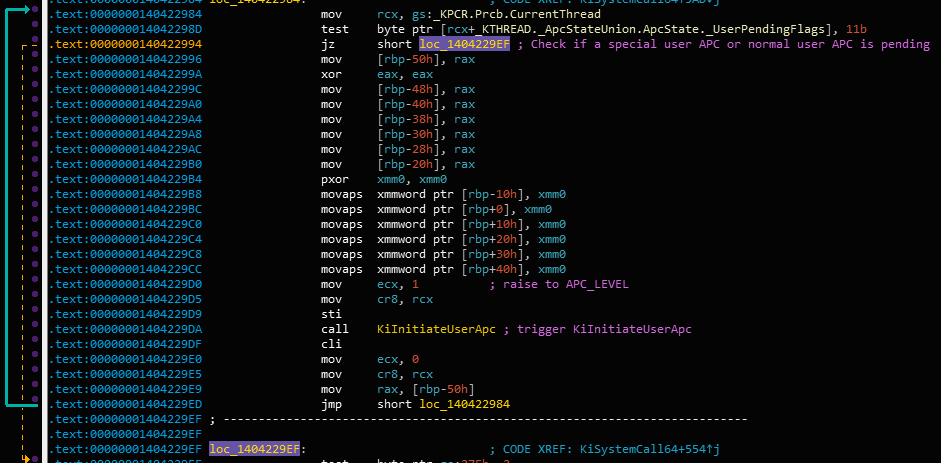 .text:0000000140422984 loc_140422984: ; CODE XREF: KiSystemCall64+5AD↓j
.text:0000000140422984 mov rcx, gs:_KPCR.Prcb.CurrentThread
.text:000000014042298D test byte ptr [rcx+_KTHREAD._ApcStateUnion.ApcState._UserPendingFlags], 11b
.text:0000000140422994 jz short loc_1404229EF ; Check if a special user APC or normal user APC is pending
.text:0000000140422996 mov [rbp-50h], rax
.text:000000014042299A xor eax, eax
.text:000000014042299C mov [rbp-48h], rax
.text:00000001404229A0 mov [rbp-40h], rax
.text:00000001404229A4 mov [rbp-38h], rax
.text:00000001404229A8 mov [rbp-30h], rax
.text:00000001404229AC mov [rbp-28h], rax
.text:00000001404229B0 mov [rbp-20h], rax
.text:00000001404229B4 pxor xmm0, xmm0
.text:00000001404229B8 movaps xmmword ptr [rbp-10h], xmm0
.text:00000001404229BC movaps xmmword ptr [rbp+0], xmm0
.text:00000001404229C0 movaps xmmword ptr [rbp+10h], xmm0
.text:00000001404229C4 movaps xmmword ptr [rbp+20h], xmm0
.text:00000001404229C8 movaps xmmword ptr [rbp+30h], xmm0
.text:00000001404229CC movaps xmmword ptr [rbp+40h], xmm0
.text:00000001404229D0 mov ecx, 1 ; raise to APC_LEVEL
.text:00000001404229D5 mov cr8, rcx
.text:00000001404229D9 sti
.text:00000001404229DA call KiInitiateUserApc ; trigger KiInitiateUserApc
.text:00000001404229DF cli
.text:00000001404229E0 mov ecx, 0
.text:00000001404229E5 mov cr8, rcx
.text:00000001404229E9 mov rax, [rbp-50h]
.text:00000001404229ED jmp short loc_140422984
.text:00000001404229EF ; ---------------------------------------------------------------------------
.text:00000001404229EF
.text:00000001404229EF loc_1404229EF: ; CODE XREF: KiSystemCall64+554↑j